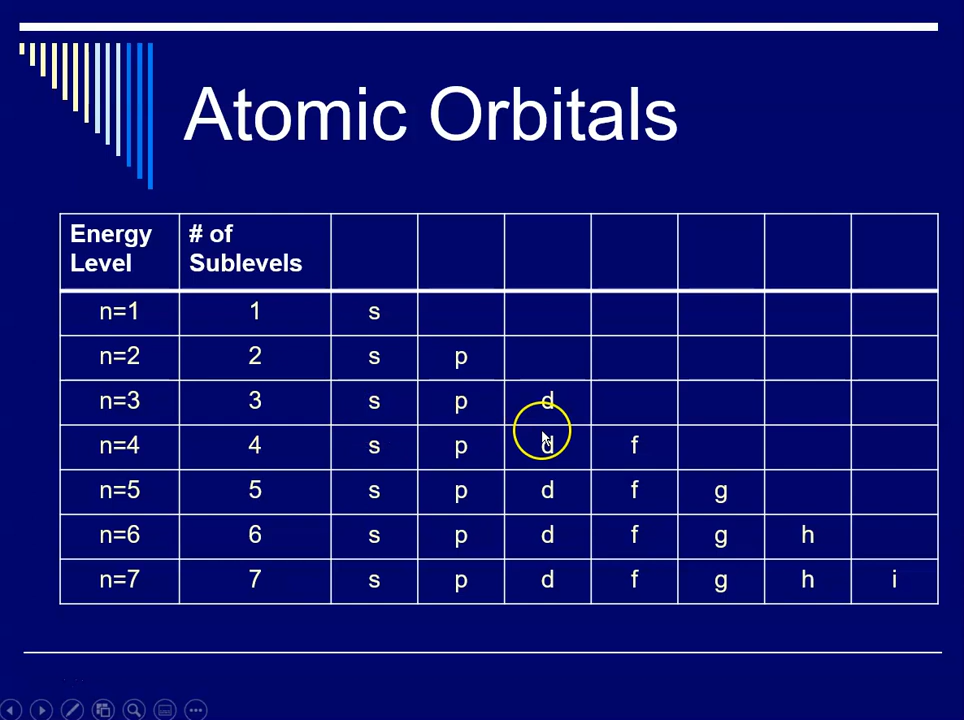 Atomic Orbitals
Energy Level # of Sublevels
n=1 1 s
n=2 2 s p
n=3 3 s p d
n=4 4 s p d f
n=5 5 s p d f g
n=6 6 s p d f g h
n=7 7 s p d f g h i